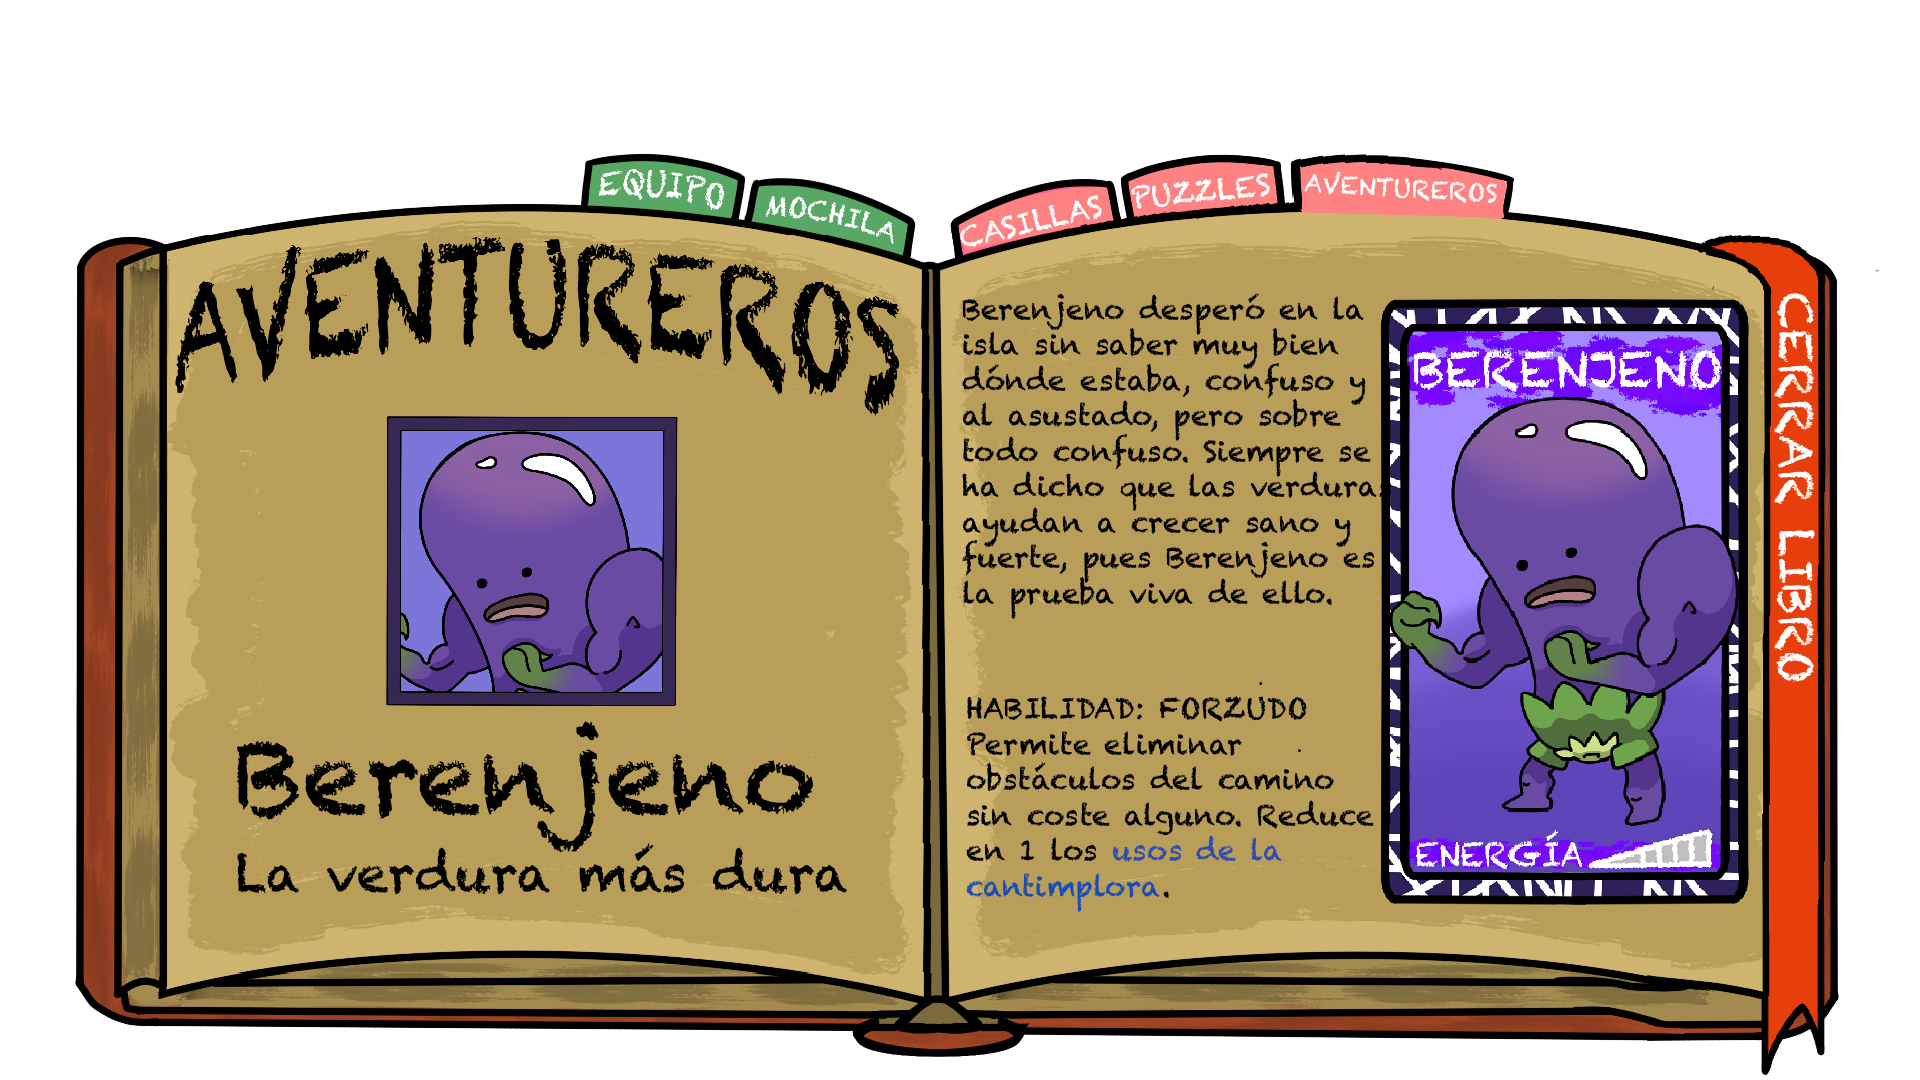 EQUIPO
MOCHILA
CASILLAS
PUZZLES
AVENTUREROS
AVENTUREROS
Berenjeno
La verdura más dura
Berenjeno desperó en la
isla sin saber muy bien
dónde estaba, confuso y
al asustado, pero sobre
todo confuso. Siempre se
ha dicho que las verduras
ayudan a crecer sano y
fuerte, pues Berenjeno es
la prueba viva de ello.
HABILIDAD: FORZUDO
Permite eliminar
obstáculos del camino
sin coste alguno. Reduce
en 1 los usos de la
cantimplora.
BERENJENO
ENERGÍA
CERRAR LIBRO